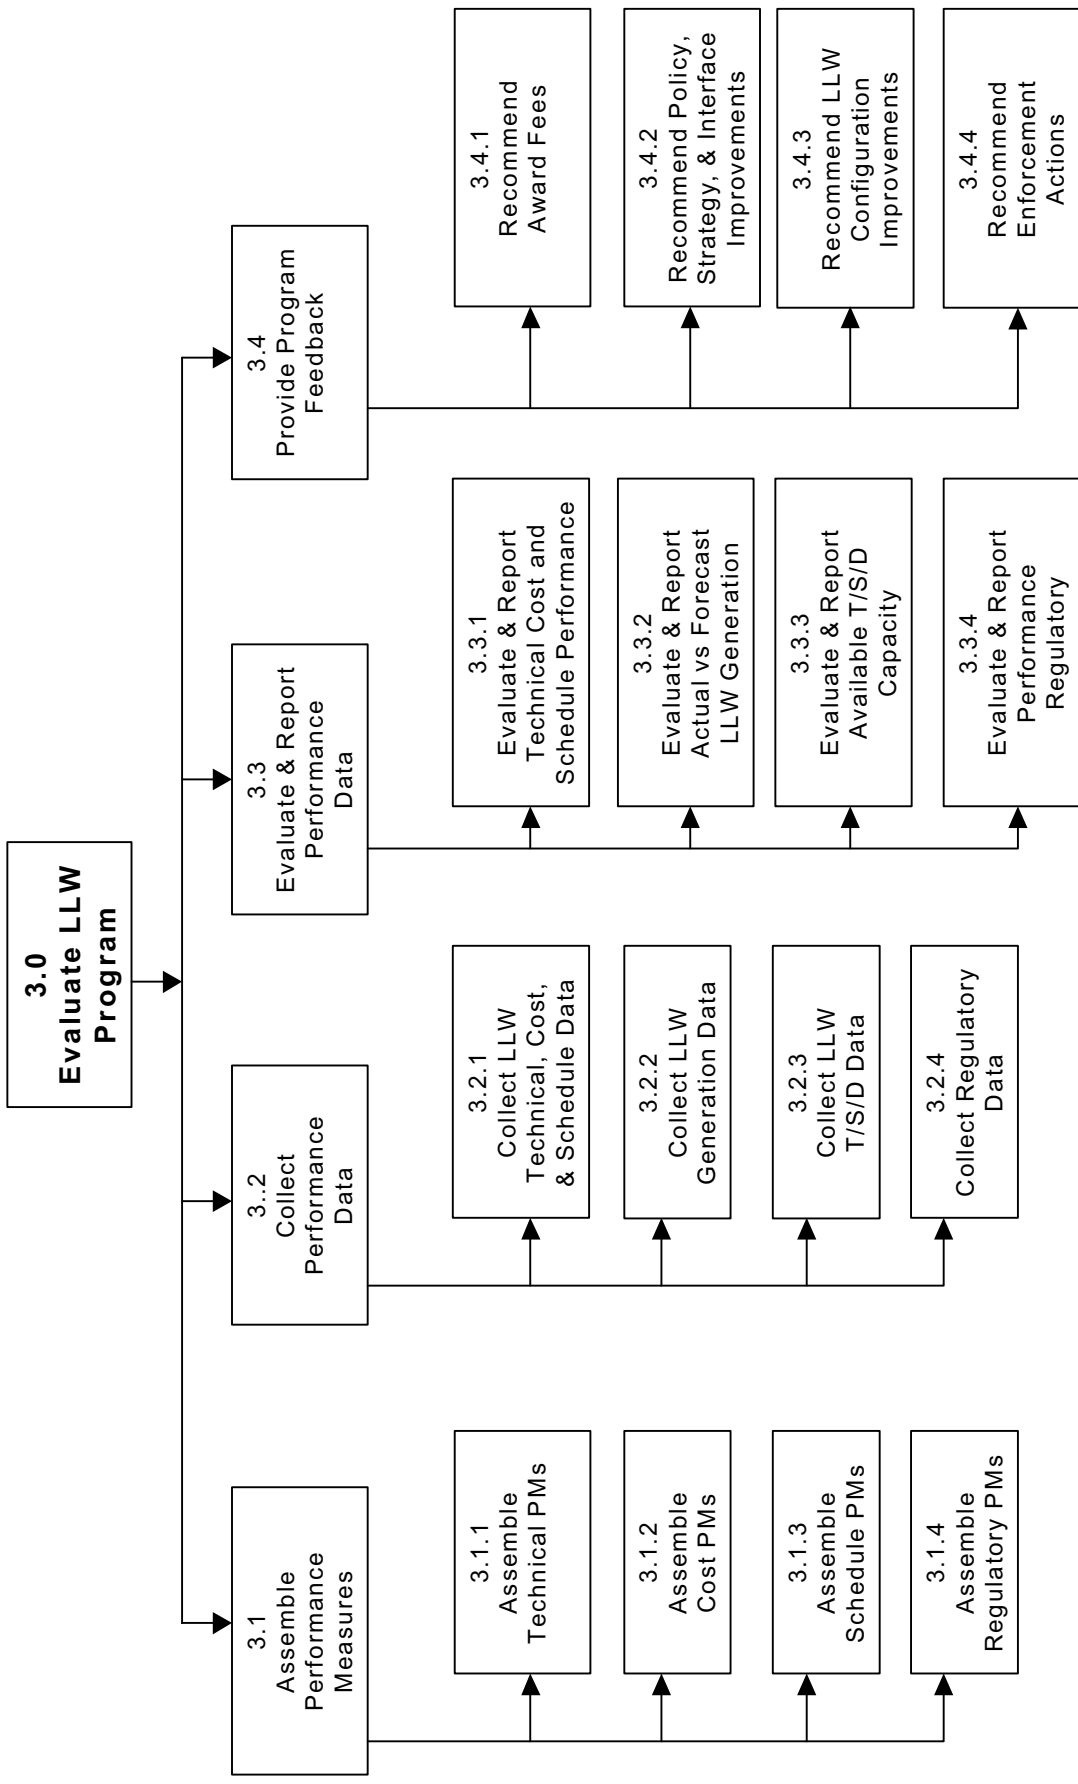 3.0
Evaluate LLW
Program
3.1
Assemble
Performance
Measures
3.1.1
Assemble
Technical PMs
3.1.2
Assemble
Cost PMs
3.1.3
Assemble
Schedule PMs
3.1.4
Assemble
Regulatory PMs
3..2
Collect
Performance
Data
3.2.1
Collect LLW
Technical, Cost,
& Schedule Data
3.2.2
Collect LLW
Generation Data
3.2.3
Collect LLW
T/S/D Data
3.2.4
Collect Regulatory
Data
3.3
Evaluate & Report
Performance
Data
3.3.1
Evaluate & Report
Technical Cost and
Schedule Performance
3.3.2
Evaluate & Report
Actual vs Forecast
LLW Generation
3.3.3
Evaluate & Report
Available T/S/D
Capacity
3.3.4
Evaluate & Report
Performance
Regulatory
3.4
Provide Program
Feedback
3.4.1
Recommend
Award Fees
3.4.2
Recommend Policy,
Strategy, & Interface
Improvements
3.4.3
Recommend LLW
Configuration
Improvements
3.4.4
Recommend
Enforcement
Actions